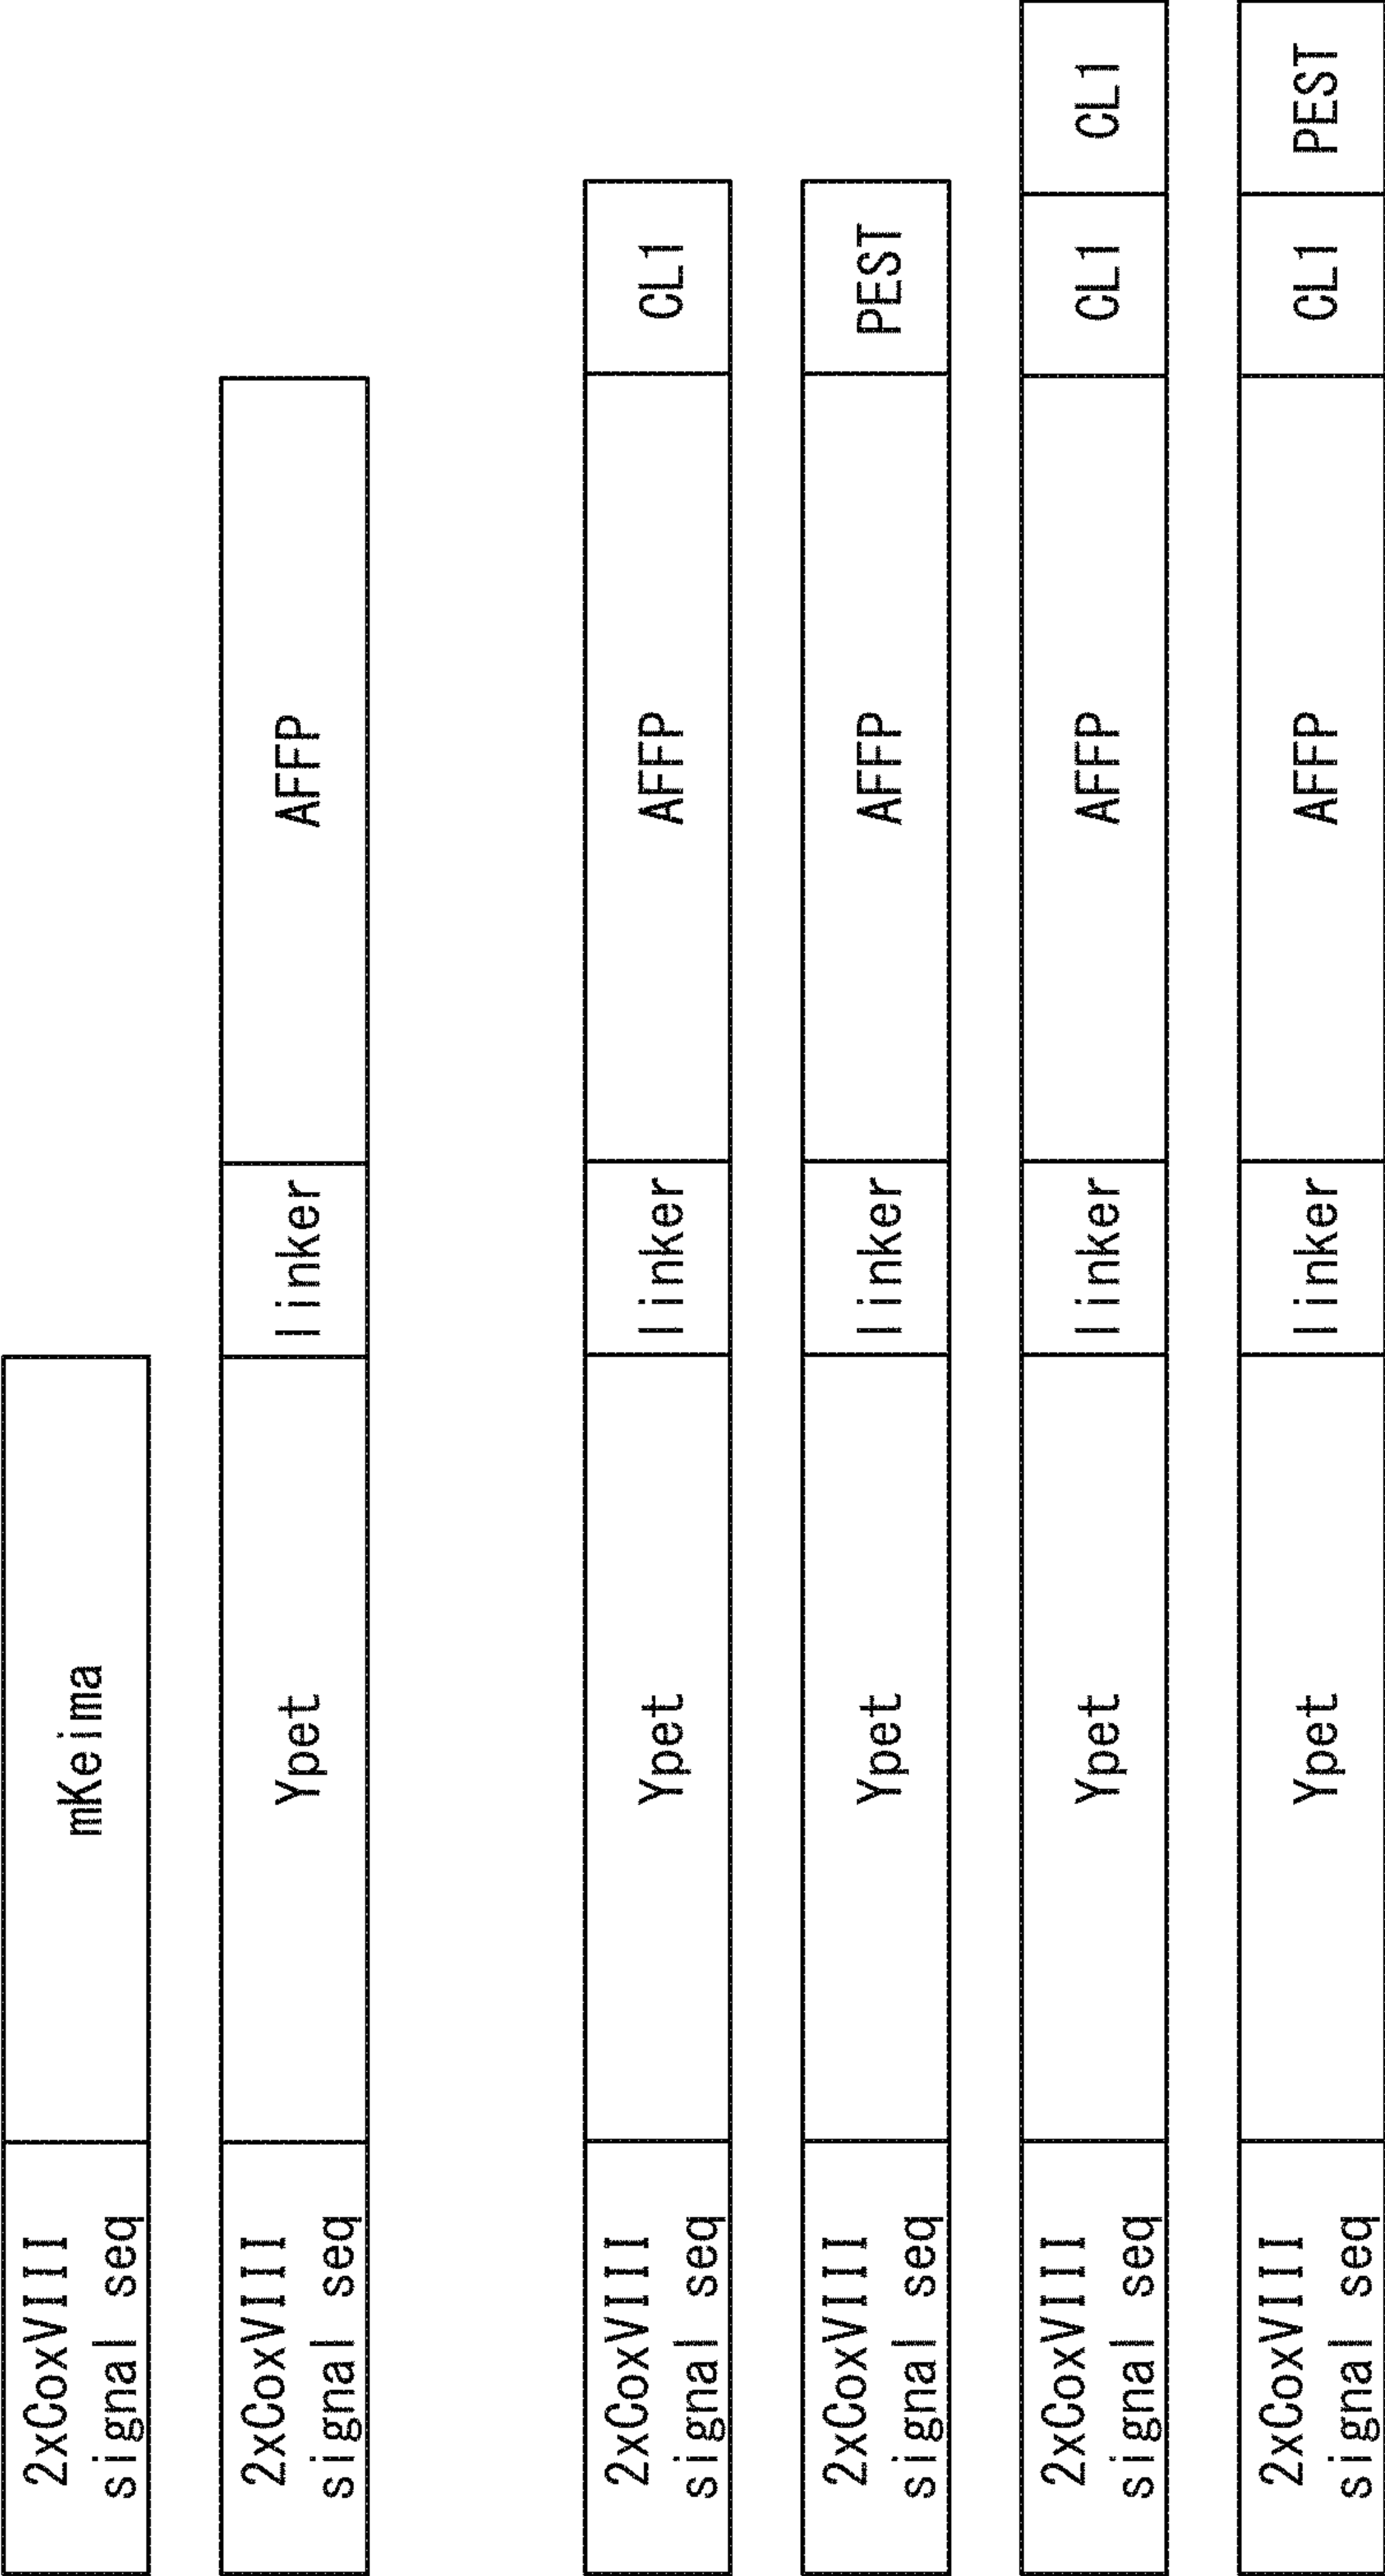 2xCoxVIII
signal seq
mKeima
2xCoxVIII
signal seq
Ypet
linker
AFFP
2xCoxVIII
signal seq
Ypet
linker
AFFP
CL1
2xCoxVIII
signal seq
Ypet
linker
AFFP
PEST
2xCoxVIII
signal seq
Ypet
linker
AFFP
CL1
CL1
2xCoxVIII
signal seq
Ypet
linker
AFFP
CL1
PEST